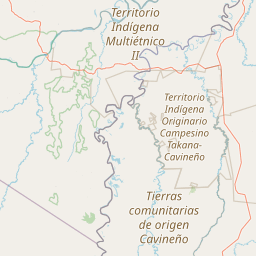 Territorio
Indígena
Multiétnico
II
Territorio
Indígena
Originario
Campesino
Takana-
Cavineño
Tierras
comunitarias
de origen
Cavineño